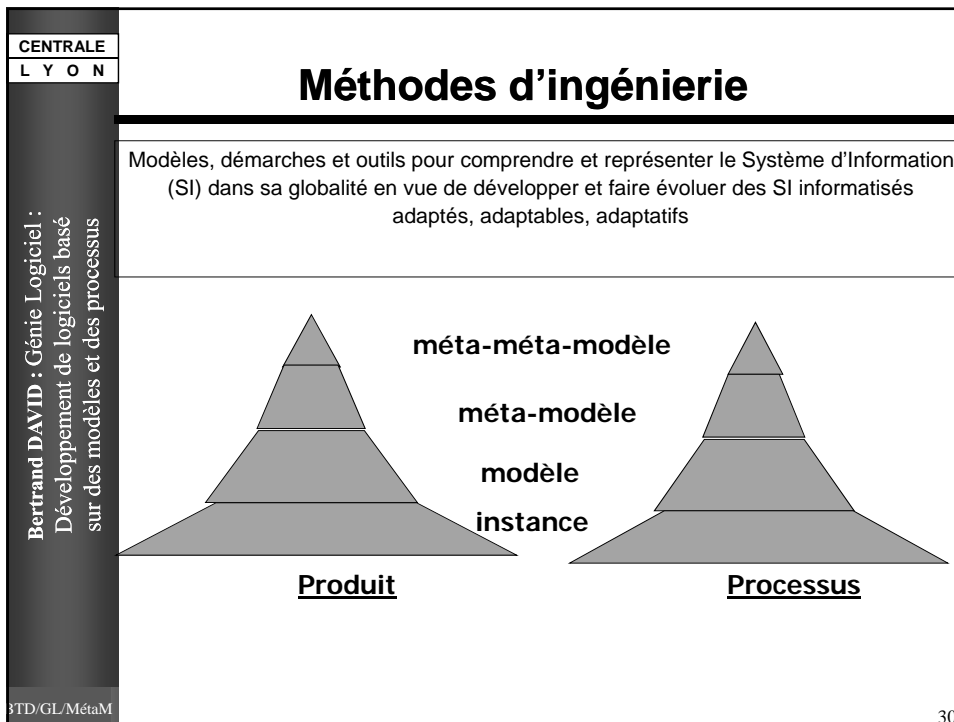 CENTRALE
L Y O N
Méthodes d'ingénierie
Modèles, démarches et outils pour comprendre et représenter le Système d'Information
(SI) dans sa globalité en vue de développer et faire évoluer des SI informatisés
adaptés, adaptables, adaptatifs
Bertrand DAVID : Génie Logiciel :
Développement de logiciels basé
sur des modèles et des processus
méta-méta-modèle
méta-modèle
modèle
instance
Produit
Processus
BTD/GL/MétaM
30